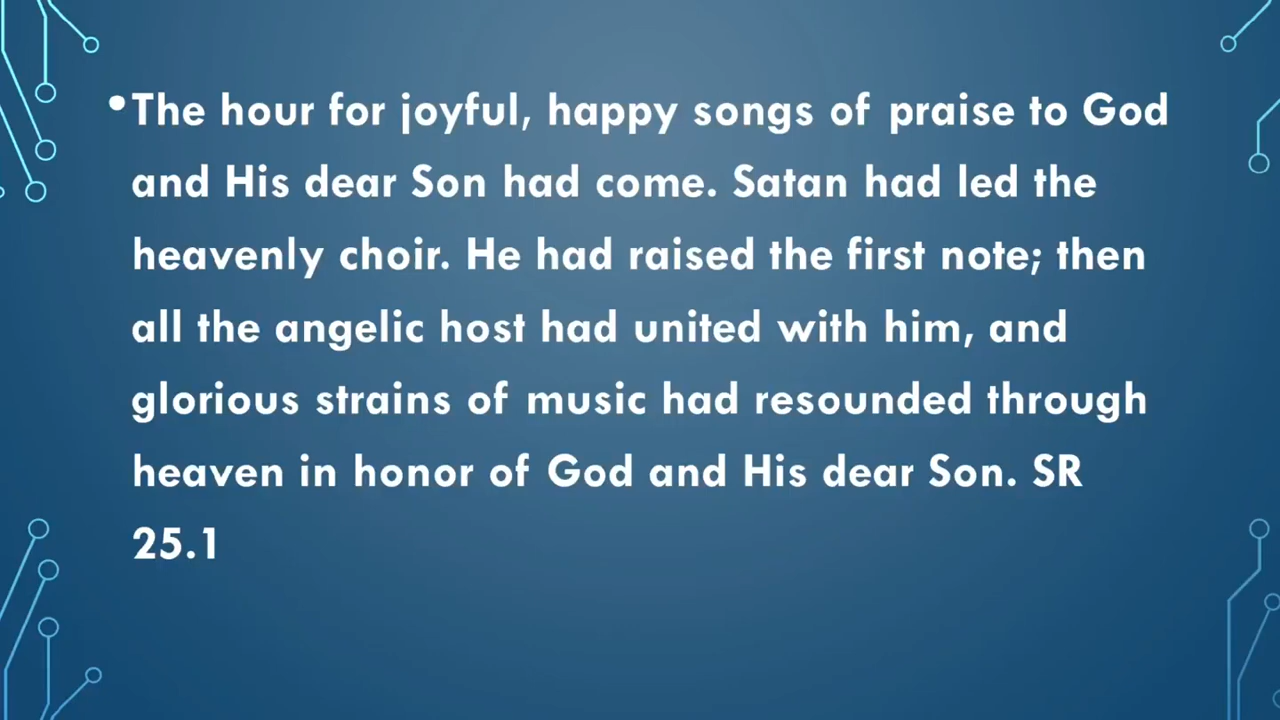 •The hour for joyful, happy songs of praise to God
and His dear Son had come. Satan had led the
heavenly choir. He had raised the first note; then
all the angelic host had united with him, and
glorious strains of music had resounded through
heaven in honor of God and His dear Son. SR
25.1